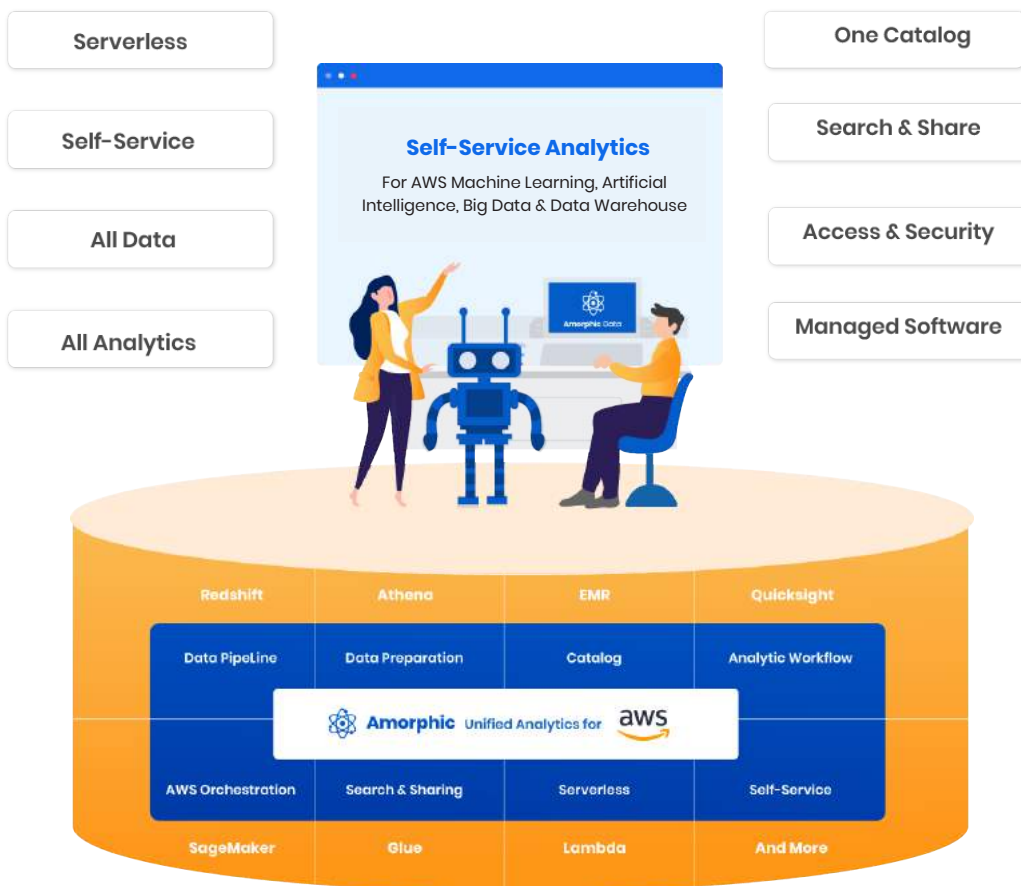 Serverless
One Catalog
Self-Service
Search & Share
All Data
Access & Security
All Analytics
Managed Software
Self-Service Analytics
For AWS Machine Learning, Artificial
Intelligence, Big Data & Data Warehouse
Amorphic Data
Redshift
Athena
EMR
Quicksight
Data PipeLine
Data Preparation
Catalog
Analytic Workflow
Amorphic Unified Analytics for aws
AWS Orchestration
Search & Sharing
Serverless
Self-Service
SageMaker
Glue
Lambda
And More